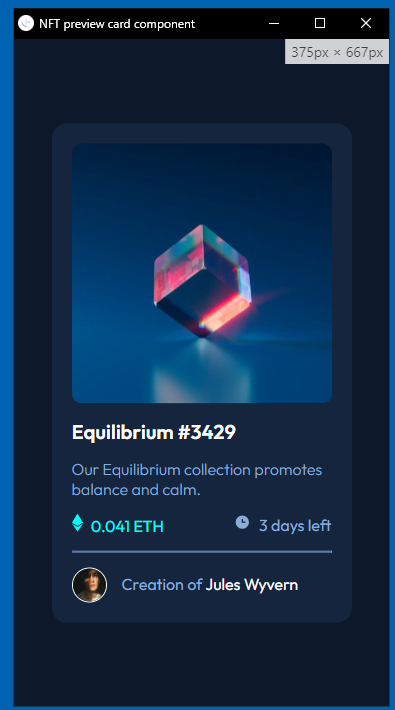 NFT preview card component
375px × 667px
Equilibrium #3429
Our Equilibrium collection promotes
balance and calm.
0.041 ETH
3 days left
Creation of Jules Wyvern